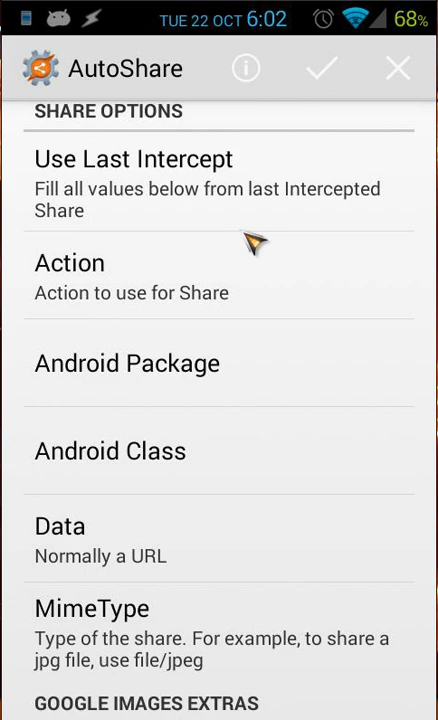 TUE 22 OCT 6:02 68%
AutoShare
SHARE OPTIONS
Use Last Intercept
Fill all values below from last Intercepted
Share
Action
Action to use for Share
Android Package
Android Class
Data
Normally a URL
MimeType
Type of the share. For example, to share a
jpg file, use file/jpeg
GOOGLE IMAGES EXTRAS